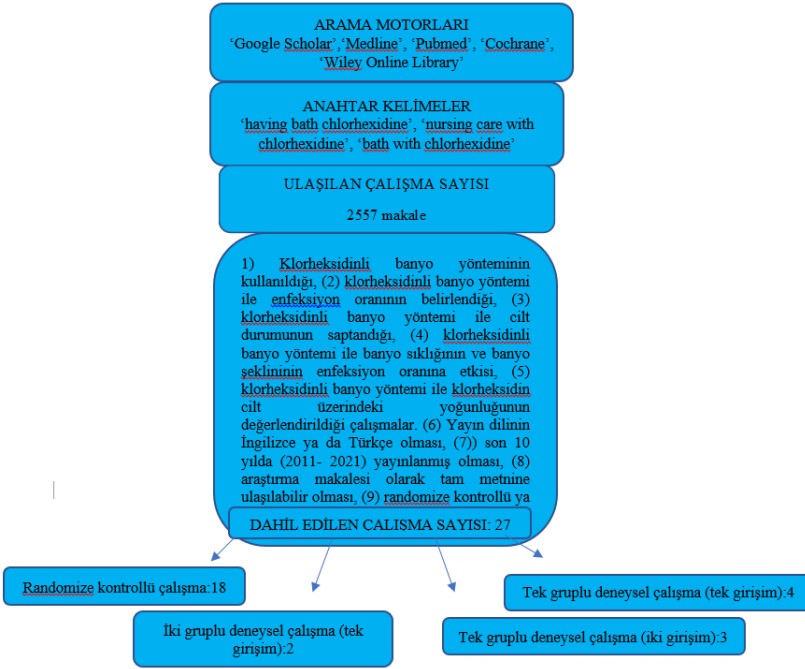 ARAMA MOTORLARI
‘Google Scholar’,‘Medline’, ‘Pubmed’, ‘Cochrane’,
‘Wiley Online Library’
ANAHTAR KELİMELER
‘having bath chlorhexidine’, ‘nursing care with
chlorhexidine’, ‘bath with chlorhexidine’
ULAŞILAN ÇALIŞMA SAYISI
2557 makale
1) Klorheksidinli banyo yönteminin
kullanıldığı, (2) klorheksidinli banyo yöntemi
ile enfeksiyon oranının belirlendiği, (3)
klorheksidinli banyo yöntemi ile cilt
durumunun saptandığı, (4) klorheksidinli
banyo yöntemi ile banyo sıklığının ve banyo
şeklininin enfeksiyon oranına etkisi, (5)
klorheksidinli banyo yöntemi ile klorheksidin
cilt üzerindeki yoğunluğunun
değerlendirildiği çalışmalar. (6) Yayın dilinin
İngilizce ya da Türkçe olması, (7)) son 10
yılda (2011- 2021) yayınlanmış olması, (8)
araştırma makalesi olarak tam metnine
ulaşılabilir olması, (9) randomize kontrollü ya
DAHİL EDİLEN ÇALIŞMA SAYISI: 27
Randomize kontrollü çalışma:18
Tek gruplu deneysel çalışma (tek girişim):4
İki gruplu deneysel çalışma (tek
girişim):2
Tek gruplu deneysel çalışma (iki girişim):3